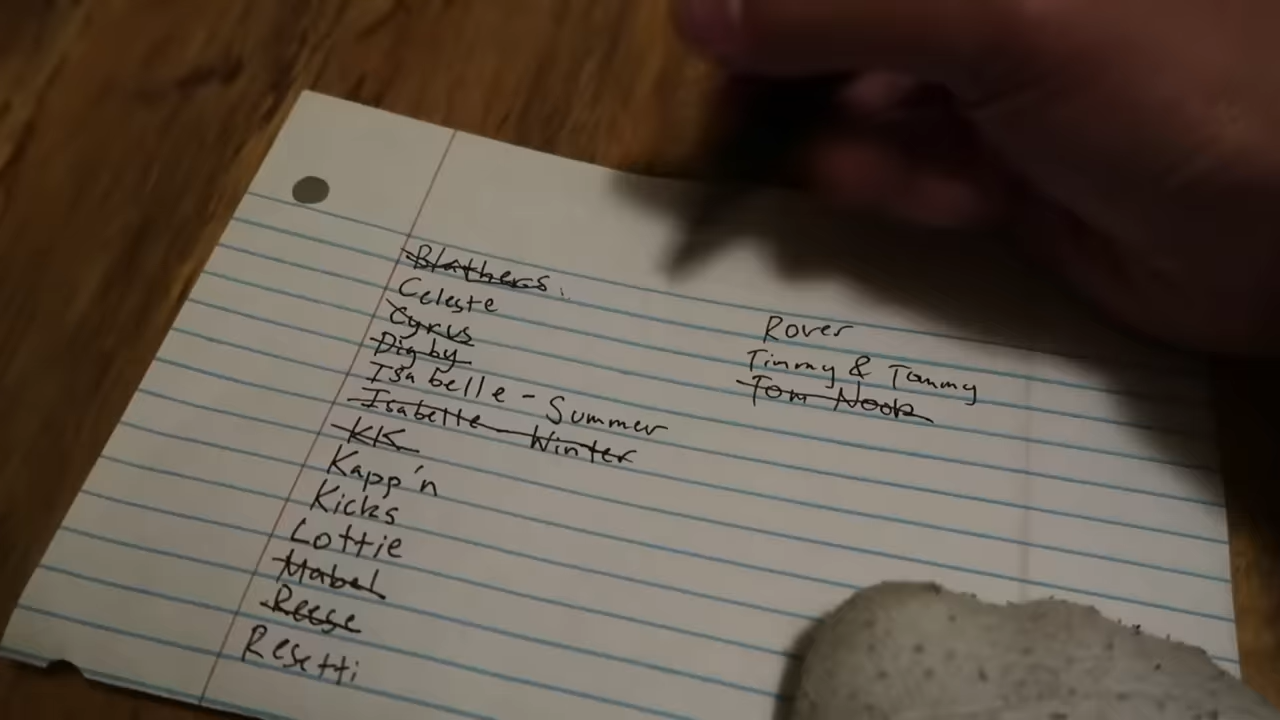 Blathers
Celeste
Cyrus
Digby
Isabelle - Summer
Isabelle - Winter
KK
Kapp'n
Kicks
Lottie
Mabel
Reese
Resetti
Rover
Timmy & Tommy
Tom Nook